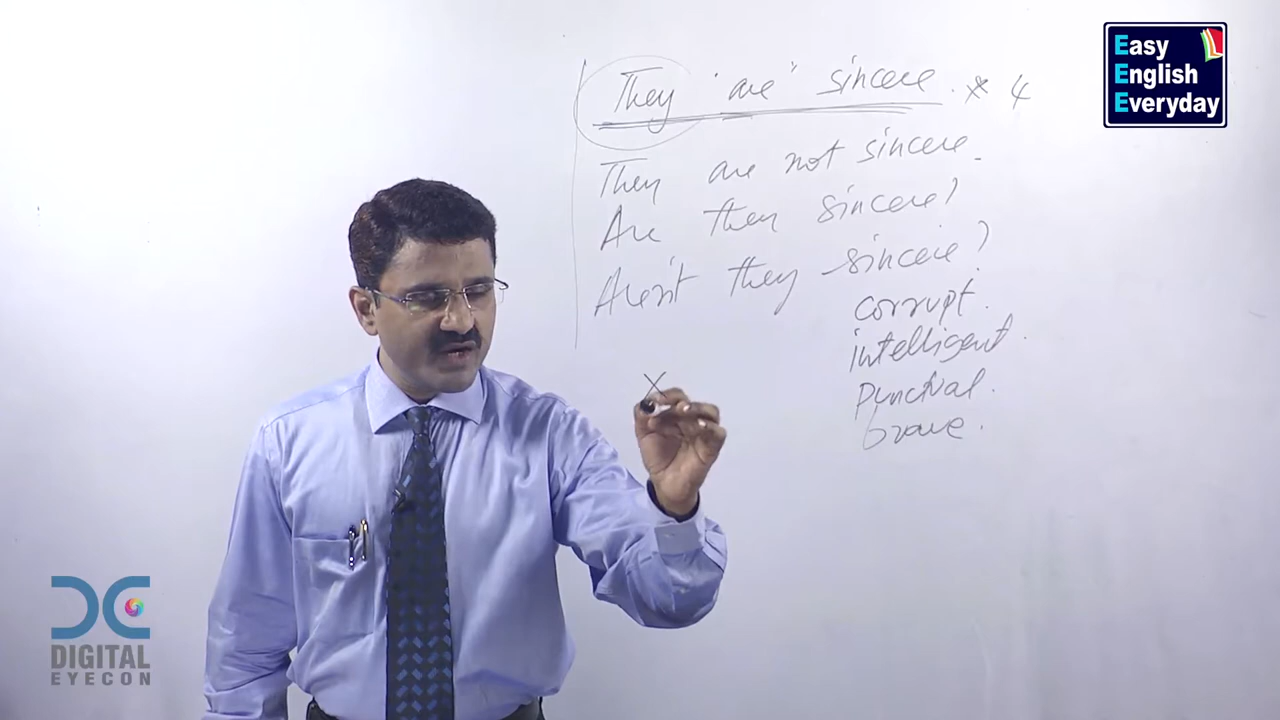 They "are" sincere. * 4
They are not sincere.
Are they sincere?
Aren't they sincere?
corrupt.
intelligent.
Punctual.
brave.
X
Easy
English
Everyday
DIGITAL
EYECON